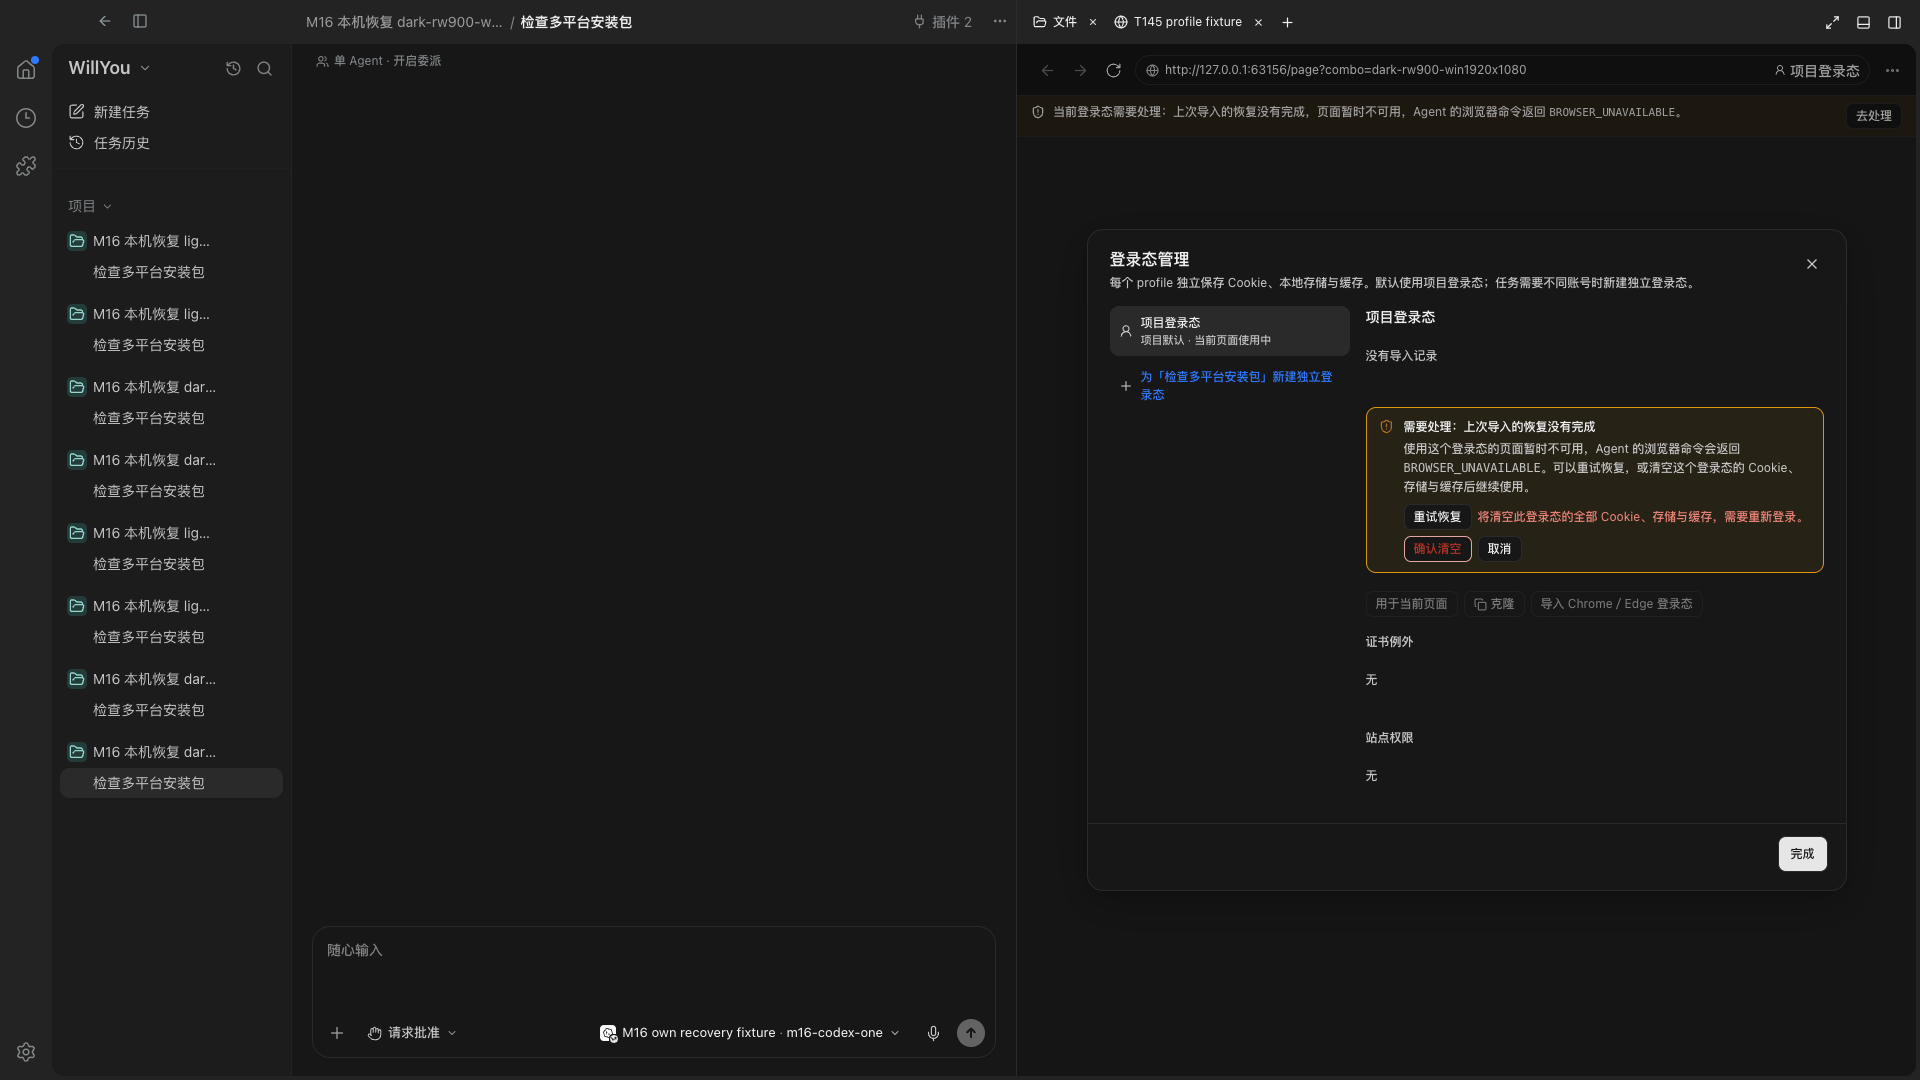 M16 本机恢复 dark-rw900-w... / 检查多平台安装包
插件 2
文件
T145 profile fixture
WillYou
新建任务
任务历史
项目
M16 本机恢复 lig...
检查多平台安装包
M16 本机恢复 lig...
检查多平台安装包
M16 本机恢复 dar...
检查多平台安装包
M16 本机恢复 dar...
检查多平台安装包
M16 本机恢复 lig...
检查多平台安装包
M16 本机恢复 lig...
检查多平台安装包
M16 本机恢复 dar...
检查多平台安装包
M16 本机恢复 dar...
检查多平台安装包
单 Agent · 开启委派
随心输入
请求批准
M16 own recovery fixture · m16-codex-one
http://127.0.0.1:63156/page?combo=dark-rw900-win1920x1080
项目登录态
当前登录态需要处理：上次导入的恢复没有完成，页面暂时不可用，Agent 的浏览器命令返回 BROWSER_UNAVAILABLE。
去处理
登录态管理
每个 profile 独立保存 Cookie、本地存储与缓存。默认使用项目登录态；任务需要不同账号时新建独立登录态。
项目登录态
项目默认 · 当前页面使用中
为「检查多平台安装包」新建独立登
录态
项目登录态
没有导入记录
需要处理：上次导入的恢复没有完成
使用这个登录态的页面暂时不可用，Agent 的浏览器命令会返回
BROWSER_UNAVAILABLE。可以重试恢复，或清空这个登录态的 Cookie、
存储与缓存后继续使用。
重试恢复
将清空此登录态的全部 Cookie、存储与缓存，需要重新登录。
确认清空
取消
用于当前页面
克隆
导入 Chrome / Edge 登录态
证书例外
无
站点权限
无
完成